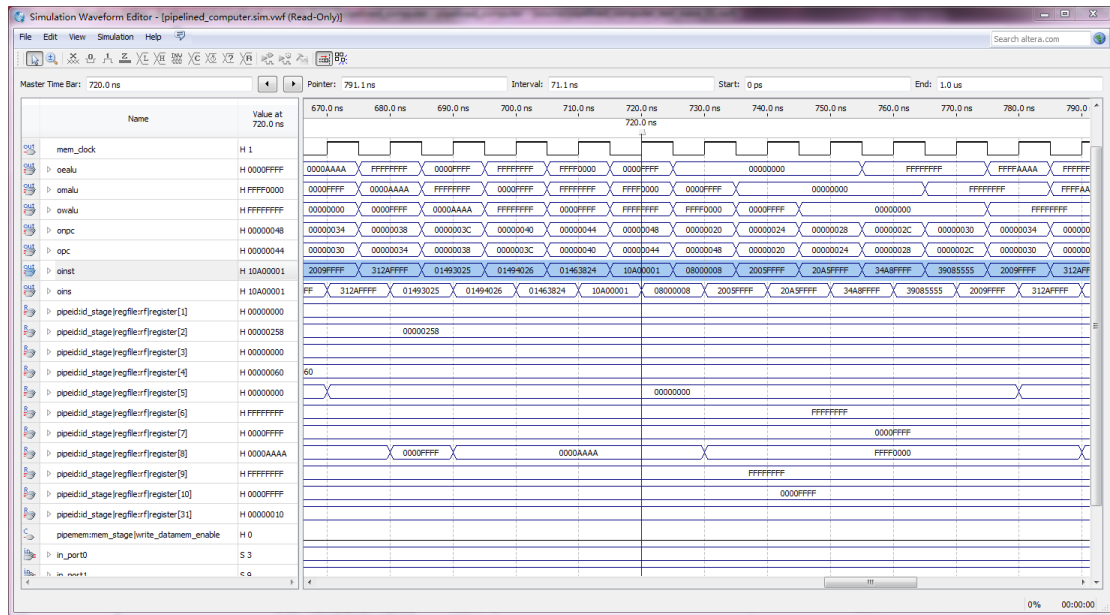 Simulation Waveform Editor - [pipelined_computer.sim.vwf (Read-Only)]
File Edit View Simulation Help
Search altera.com
Master Time Bar: 720.0 ns Pointer: 791.1 ns Interval: 71.1 ns Start: 0 ps End: 1.0 us
Name Value at 720.0 ns 670.0 ns 680.0 ns 690.0 ns 700.0 ns 710.0 ns 720.0 ns 730.0 ns 740.0 ns 750.0 ns 760.0 ns 770.0 ns 780.0 ns 790.0
720.0 ns
mem_clock H 1
oealu H 0000FFFF 0000AAAA FFFFFFFF 0000FFFF FFFFFFFF FFFF0000 0000FFFF 00000000 FFFFFFFF FFFFAAAA FFFFFF
omalu H FFFF0000 0000FFFF 0000AAAA FFFFFFFF 0000FFFF FFFFFFFF FFFF0000 0000FFFF 00000000 FFFFFFFF FFFFAA
owalu H FFFFFFFF 00000000 0000FFFF 0000AAAA FFFFFFFF 0000FFFF FFFFFFFF FFFF0000 0000FFFF 00000000 FFFFFFFF
onpc H 00000048 00000034 00000038 0000003C 00000040 00000044 00000048 00000020 00000024 00000028 0000002C 00000030 00000034 000000
opc H 00000044 00000030 00000034 00000038 0000003C 00000040 00000044 00000048 00000020 00000024 00000028 0000002C 00000030 000000
oinst H 10A00001 2009FFFF 312AFFFF 01493025 01494026 01463824 10A00001 08000008 2005FFFF 20A5FFFF 34A8FFFF 39085555 2009FFFF 312AFF
oins H 10A00001 FF 312AFFFF 01493025 01494026 01463824 10A00001 08000008 2005FFFF 20A5FFFF 34A8FFFF 39085555 2009FFFF 312AFFFF
pipeid:id_stage|regfile:rf|register[1] H 00000000
pipeid:id_stage|regfile:rf|register[2] H 00000258 00000258
pipeid:id_stage|regfile:rf|register[3] H 00000000
pipeid:id_stage|regfile:rf|register[4] H 00000060 60
pipeid:id_stage|regfile:rf|register[5] H 00000000 00000000
pipeid:id_stage|regfile:rf|register[6] H FFFFFFFF FFFFFFFF
pipeid:id_stage|regfile:rf|register[7] H 0000FFFF 0000FFFF
pipeid:id_stage|regfile:rf|register[8] H 0000AAAA 0000FFFF 0000AAAA FFFF0000
pipeid:id_stage|regfile:rf|register[9] H FFFFFFFF FFFFFFFF
pipeid:id_stage|regfile:rf|register[10] H 0000FFFF 0000FFFF
pipeid:id_stage|regfile:rf|register[31] H 00000010
pipemem:mem_stage|write_datamem_enable H 0
in_port0 S 3
in_port1 S 9
0% 00:00:00